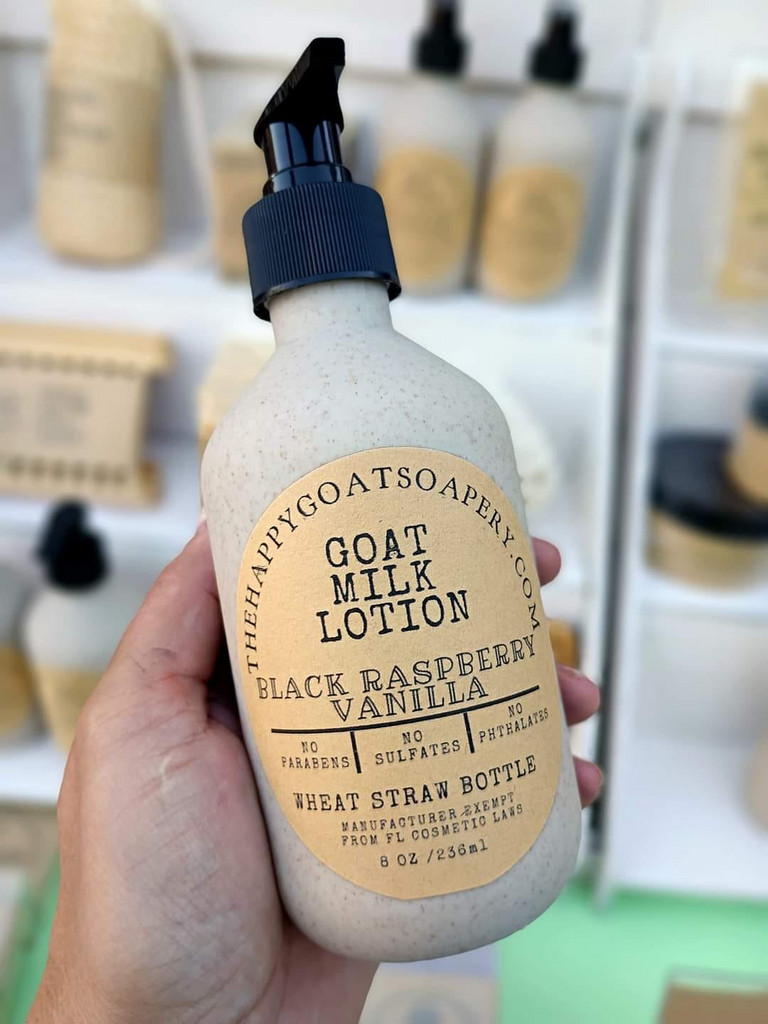 THEHAPPYGOATSOAPERY.COM
GOAT
MILK
LOTION
BLACK RASPBERRY
VANILLA
NO
PARABENS
NO
SULFATES
NO
PHTHALATES
WHEAT STRAW BOTTLE
MANUFACTURER EXEMPT
FROM FL COSMETIC LAWS
8 OZ /236ml